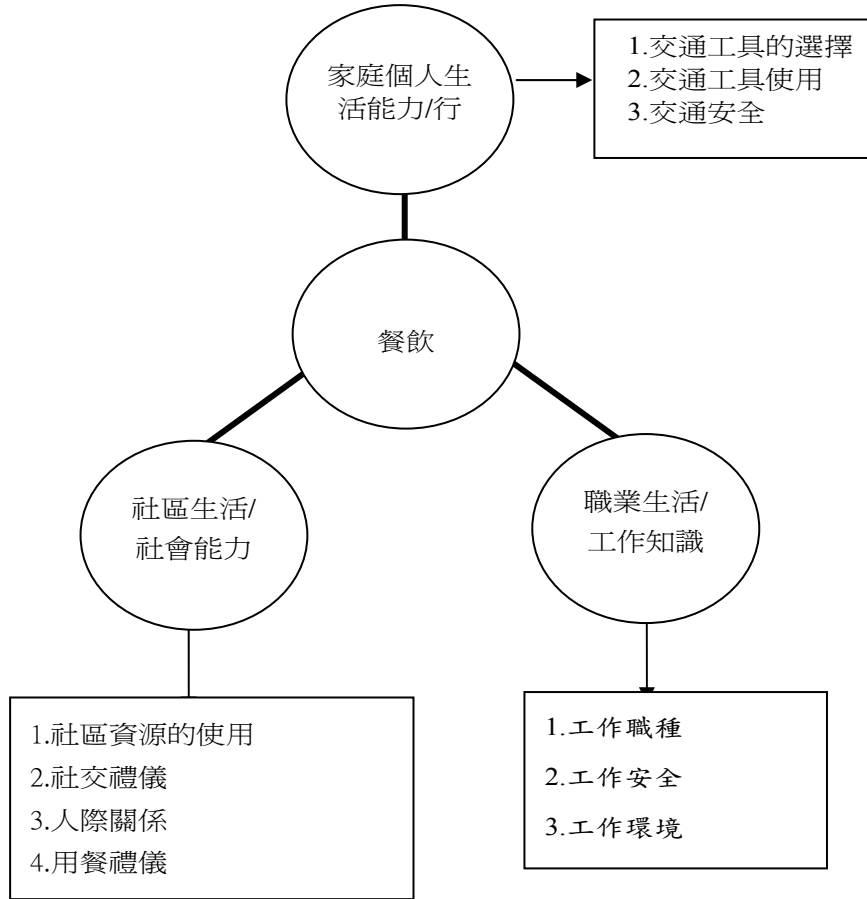 家庭個人生
活能力/行
1.交通工具的選擇
2.交通工具使用
3.交通安全
餐飲
社區生活/
社會能力
職業生活/
工作知識
1.社區資源的使用
2.社交禮儀
3.人際關係
4.用餐禮儀
1.工作職種
2.工作安全
3.工作環境